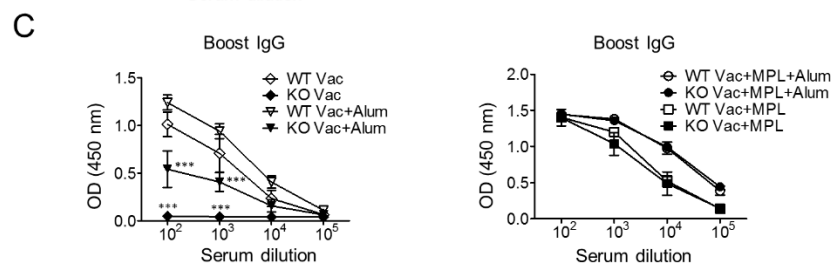 C
Boost IgG
WT Vac
KO Vac
WT Vac+Alum
KO Vac+Alum
OD (450 nm)
1.5
1.0
0.5
0.0
***
***
***
***
10²
10³
10⁴
10⁵
Serum dilution
Boost IgG
WT Vac+MPL+Alum
KO Vac+MPL+Alum
WT Vac+MPL
KO Vac+MPL
OD (450 nm)
2.0
1.5
1.0
0.5
0.0
10²
10³
10⁴
10⁵
Serum dilution